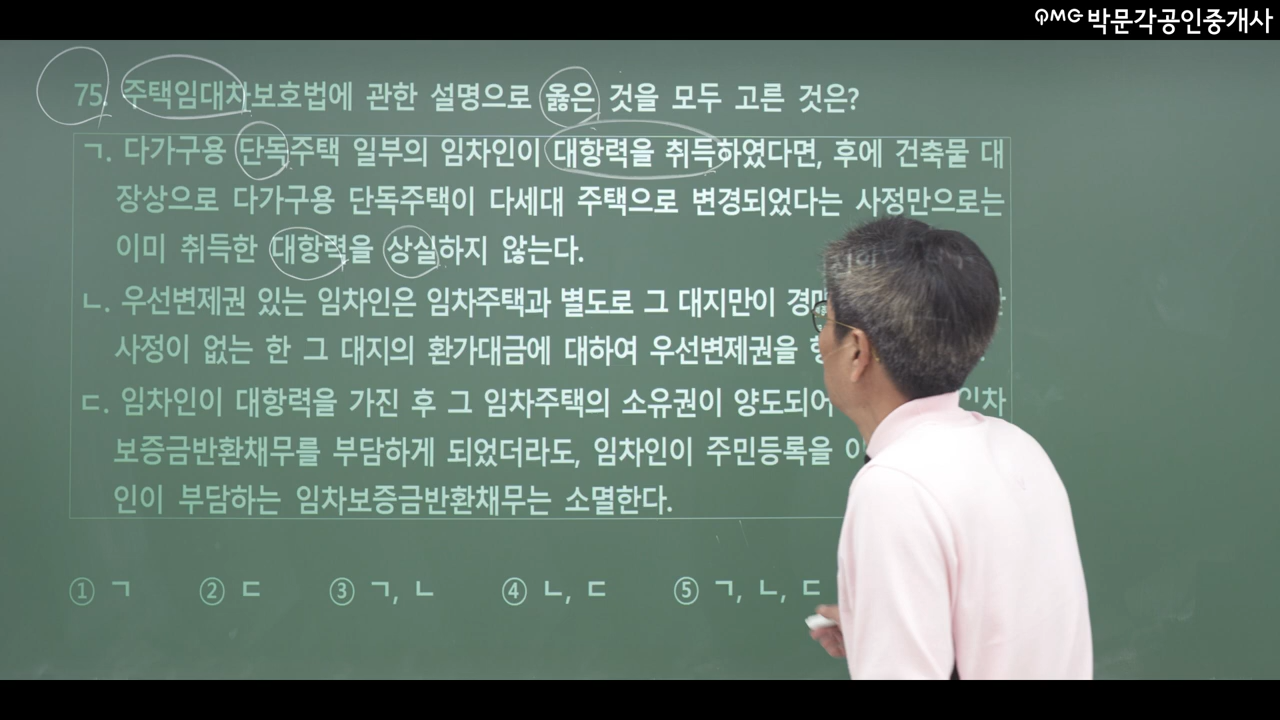 QMG 박문각공인중개사
75. 주택임대차보호법에 관한 설명으로 옳은 것을 모두 고른 것은?
ㄱ. 다가구용 단독주택 일부의 임차인이 대항력을 취득하였다면, 후에 건축물 대
장상으로 다가구용 단독주택이 다세대 주택으로 변경되었다는 사정만으로는
이미 취득한 대항력을 상실하지 않는다.
ㄴ. 우선변제권 있는 임차인은 임차주택과 별도로 그 대지만이
사정이 없는 한 그 대지의 환가대금에 대하여 우선변제권을
ㄷ. 임차인이 대항력을 가진 후 그 임차주택의 소유권이 양도되어
보증금반환채무를 부담하게 되었더라도, 임차인이 주민등록을
인이 부담하는 임차보증금반환채무는 소멸한다.
① ㄱ ② ㄷ ③ ㄱ, ㄴ ④ ㄴ, ㄷ ⑤ ㄱ, ㄴ, ㄷ